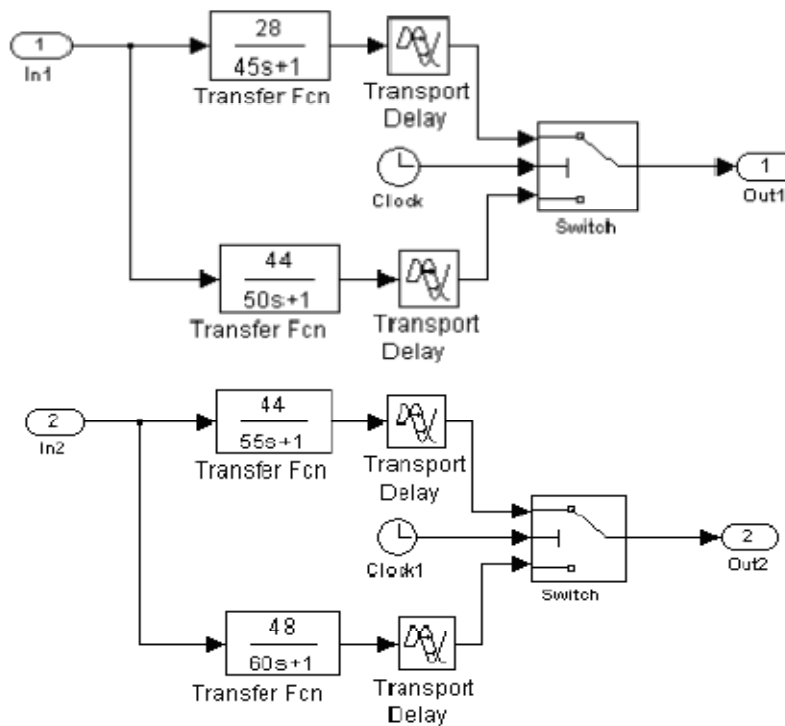 28
1
45s+1
In1
Transfer Fcn
Transport
Delay
Clock
1
Out1
Switch
44
50s+1
Transfer Fcn
Transport
Delay
44
2
55s+1
In2
Transfer Fcn
Transport
Delay
Clock1
2
Out2
Switch
48
60s+1
Transfer Fcn
Transport
Delay